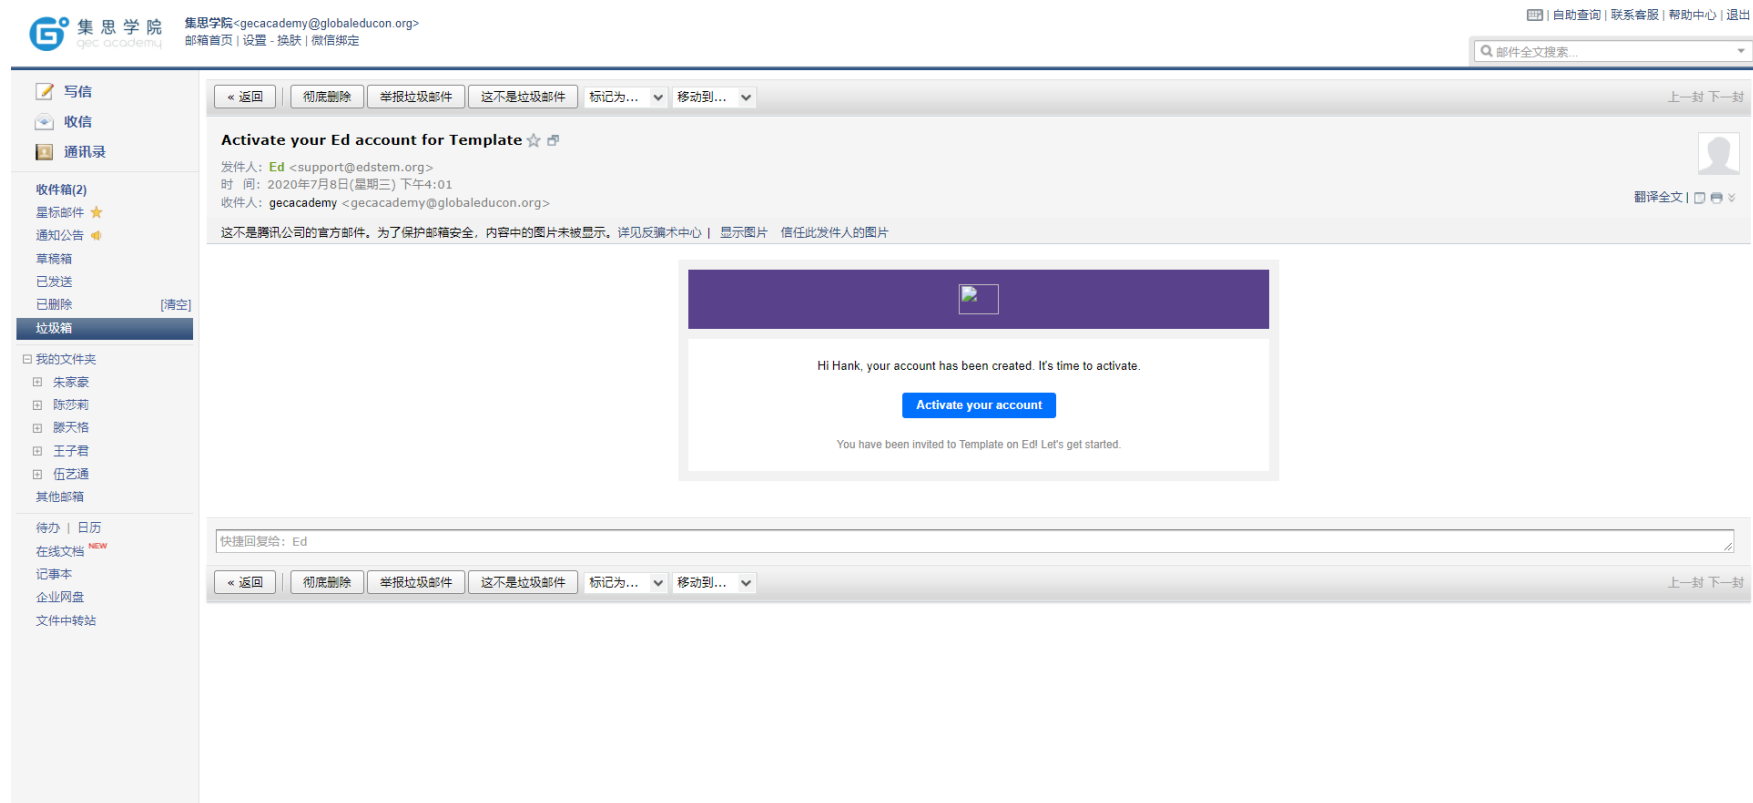 集思学院
gec academy
集思学院<gecacademy@globaleducon.org>
邮箱首页 | 设置 - 换肤 | 微信绑定
| 自助查询 | 联系客服 | 帮助中心 | 退出
邮件全文搜索...
写信
收信
通讯录
收件箱(2)
星标邮件
通知公告
草稿箱
已发送
已删除 [清空]
垃圾箱
我的文件夹
朱家豪
陈莎莉
滕天格
王子君
伍艺通
其他邮箱
待办 | 日历
在线文档 NEW
记事本
企业网盘
文件中转站
« 返回 彻底删除 举报垃圾邮件 这不是垃圾邮件 标记为... 移动到... 上一封 下一封
Activate your Ed account for Template
发件人: Ed <support@edstem.org>
时 间: 2020年7月8日(星期三) 下午4:01
收件人: gecacademy <gecacademy@globaleducon.org>
翻译全文 |
这不是腾讯公司的官方邮件。为了保护邮箱安全，内容中的图片未被显示。详见反骗术中心 | 显示图片 信任此发件人的图片
Hi Hank, your account has been created. It's time to activate.
Activate your account
You have been invited to Template on Ed! Let's get started.
快捷回复给: Ed
« 返回 彻底删除 举报垃圾邮件 这不是垃圾邮件 标记为... 移动到... 上一封 下一封